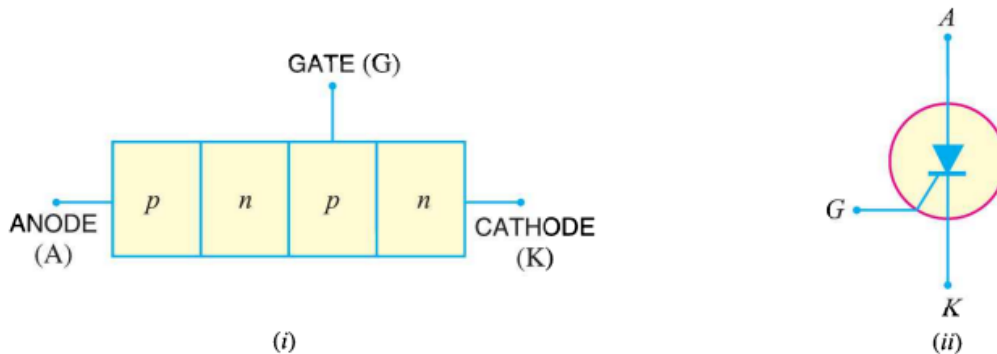 GATE (G)
p n p n
ANODE
(A)
CATHODE
(K)
(i)
A
G
K
(ii)